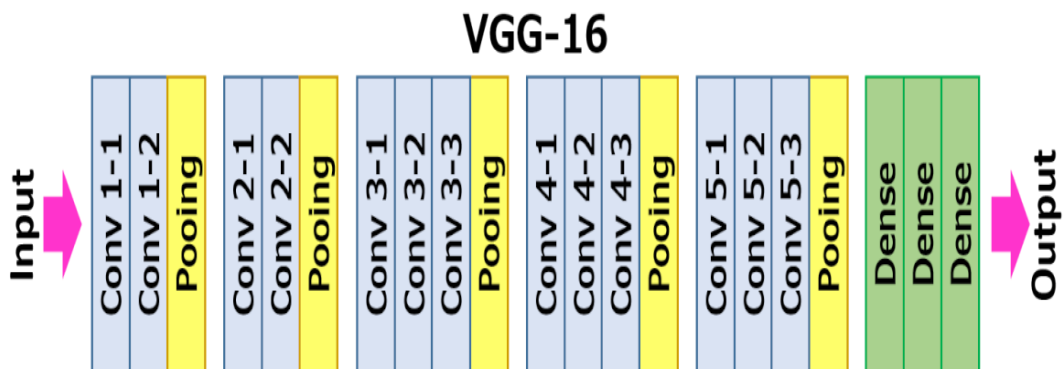 VGG-16
Input
Conv 1-1
Conv 1-2
Pooing
Conv 2-1
Conv 2-2
Pooing
Conv 3-1
Conv 3-2
Conv 3-3
Pooing
Conv 4-1
Conv 4-2
Conv 4-3
Pooing
Conv 5-1
Conv 5-2
Conv 5-3
Pooing
Dense
Dense
Dense
Output